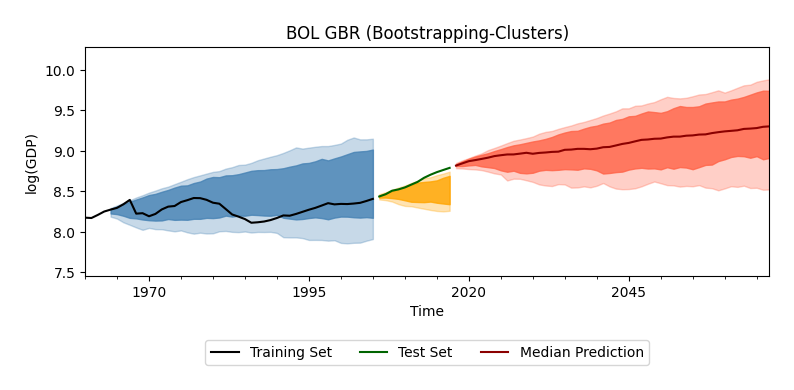 BOL GBR (Bootstrapping-Clusters)
log(GDP)
10.0
9.5
9.0
8.5
8.0
7.5
1970 1995 2020 2045
Time
Training Set Test Set Median Prediction